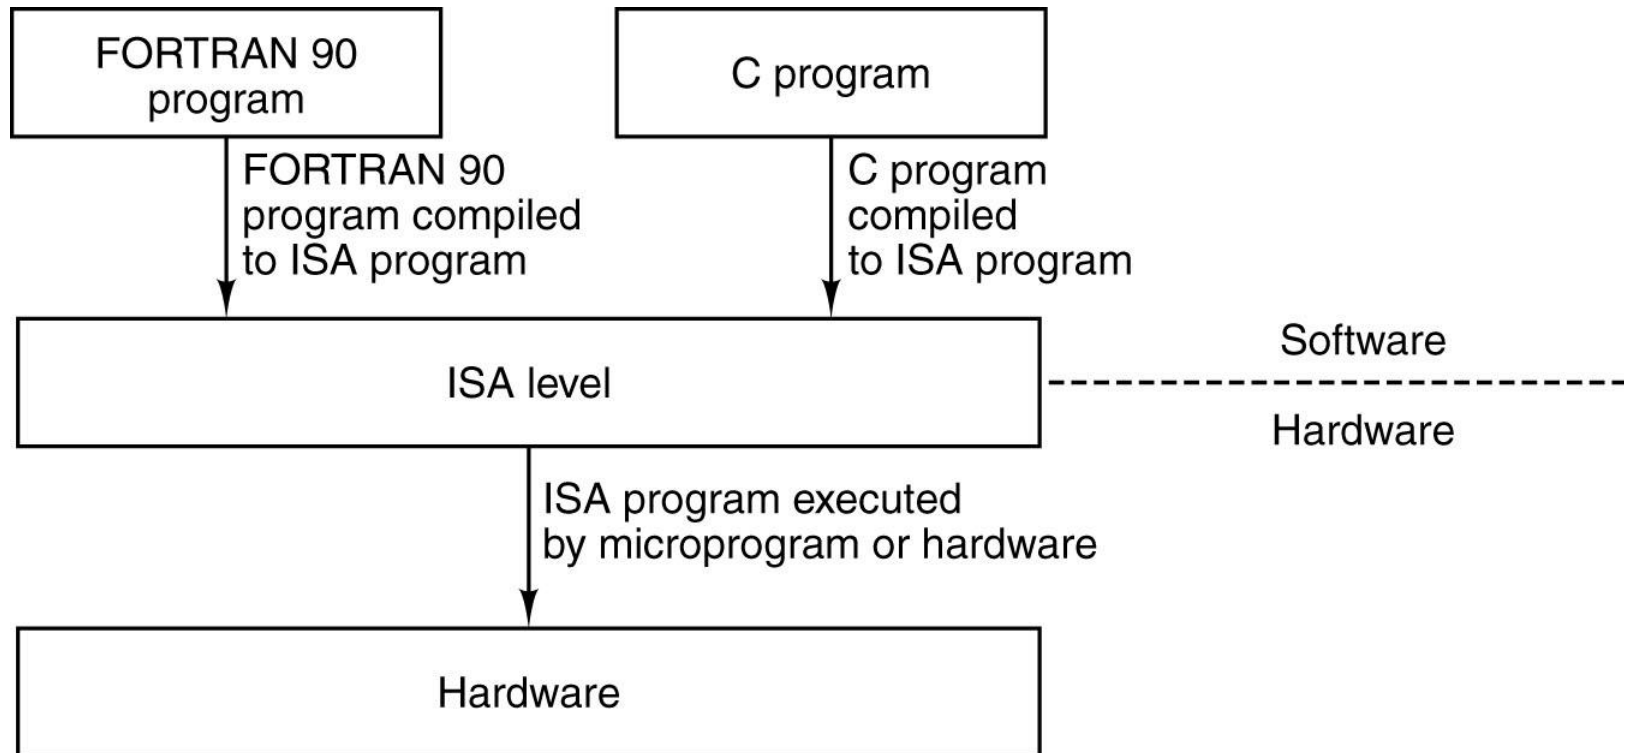 FORTRAN 90
program
C program
FORTRAN 90
program compiled
to ISA program
C program
compiled
to ISA program
ISA level
Software
Hardware
ISA program executed
by microprogram or hardware
Hardware